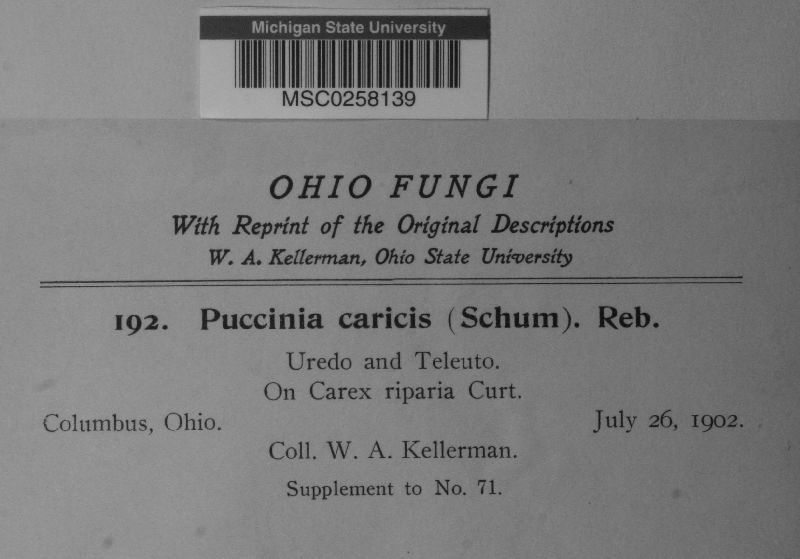 Michigan State University
MSC0258139
OHIO FUNGI
With Reprint of the Original Descriptions
W. A. Kellerman, Ohio State University
192. Puccinia caricis (Schum). Reb.
Uredo and Teleuto.
On Carex riparia Curt.
Columbus, Ohio. July 26, 1902.
Coll. W. A. Kellerman.
Supplement to No. 71.